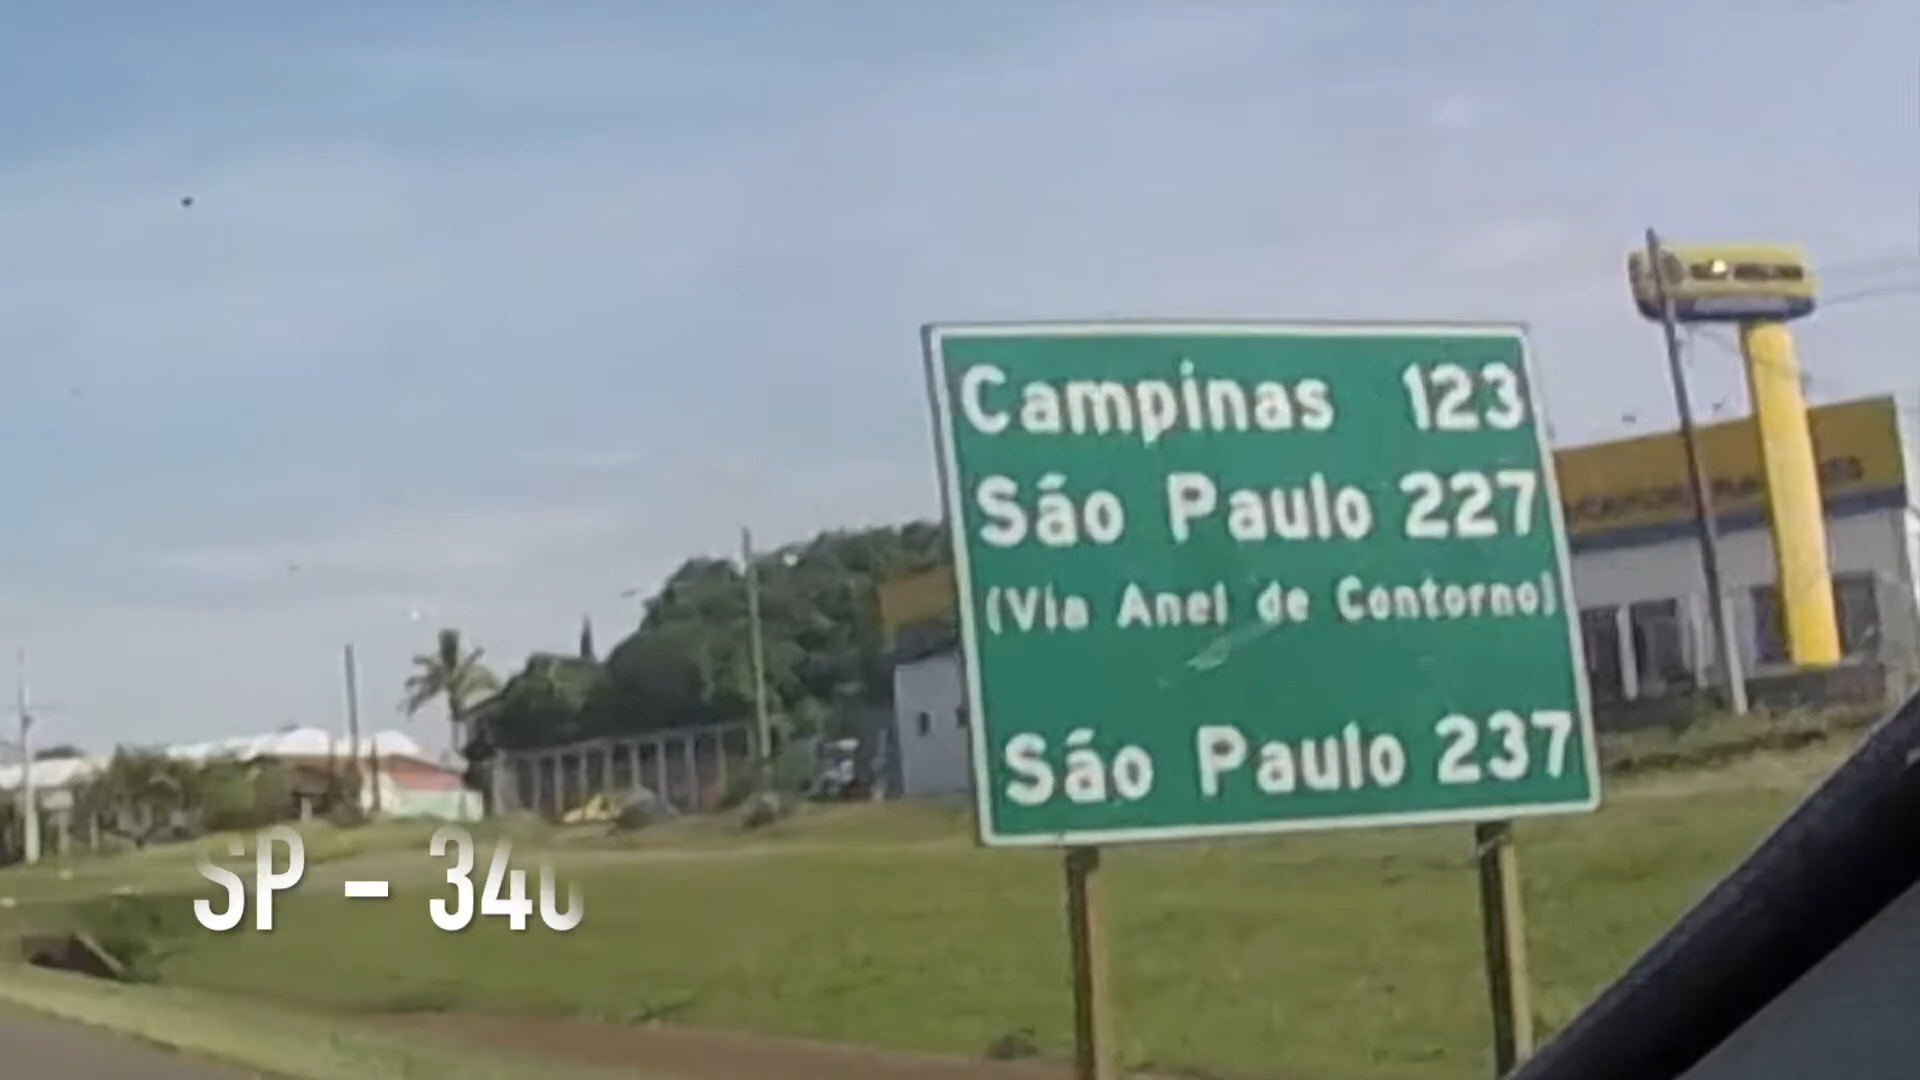 Campinas 123
São Paulo 227
(Via Anel de Contorno)
São Paulo 237
SP - 340